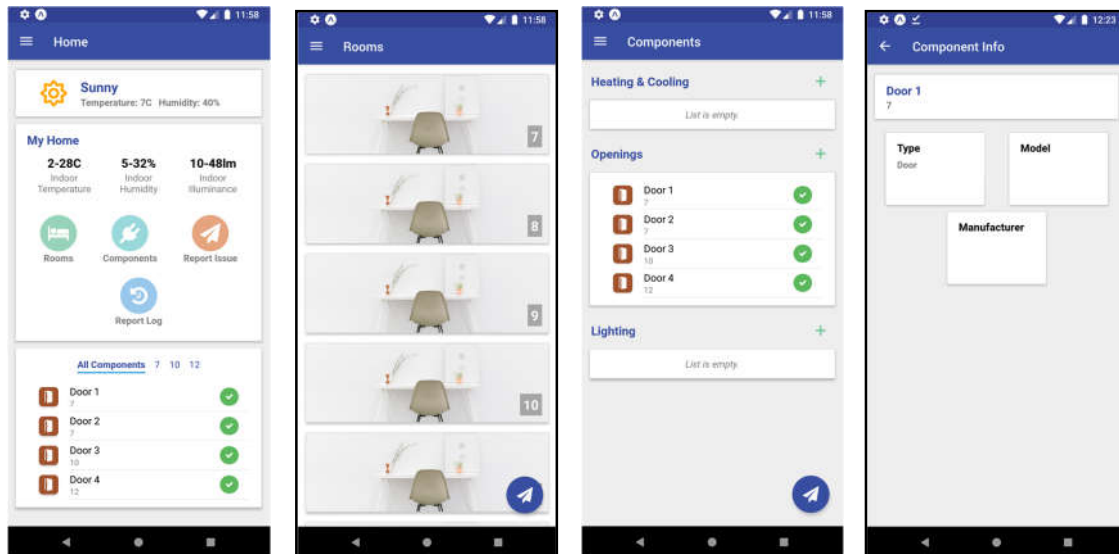 11:58
Home
Sunny
Temperature: 7C Humidity: 40%
My Home
2-28C 5-32% 10-48lm
Indoor Temperature Indoor Humidity Indoor Illuminance
Rooms Components Report Issue
Report Log
All Components 7 10 12
Door 1
7
Door 2
7
Door 3
10
Door 4
12
11:58
Rooms
7
8
9
10
11:58
Components
Heating & Cooling +
List is empty.
Openings +
Door 1
7
Door 2
7
Door 3
10
Door 4
12
Lighting +
List is empty.
12:23
Component Info
Door 1
7
Type
Door
Model
Manufacturer